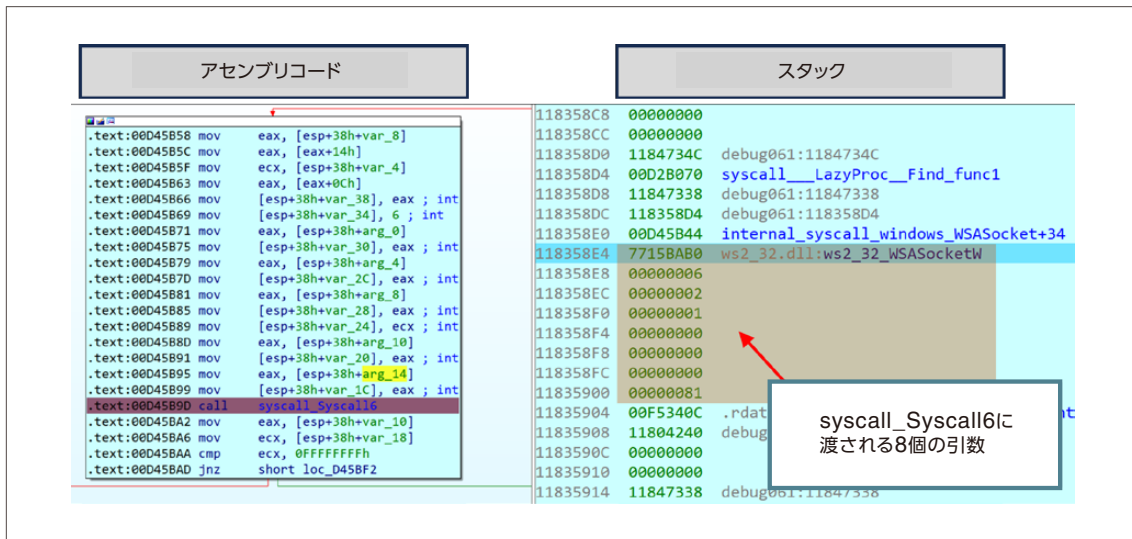 アセンブリコード
スタック
.text:00D45B58 mov eax, [esp+38h+var_8]
.text:00D45B5C mov eax, [eax+14h]
.text:00D45B5F mov ecx, [esp+38h+var_4]
.text:00D45B63 mov eax, [eax+0Ch]
.text:00D45B66 mov [esp+38h+var_38], eax ; int
.text:00D45B69 mov [esp+38h+var_34], 6 ; int
.text:00D45B71 mov eax, [esp+38h+arg_0]
.text:00D45B75 mov [esp+38h+var_30], eax ; int
.text:00D45B79 mov eax, [esp+38h+arg_4]
.text:00D45B7D mov [esp+38h+var_2C], eax ; int
.text:00D45B81 mov eax, [esp+38h+arg_8]
.text:00D45B85 mov [esp+38h+var_28], eax ; int
.text:00D45B89 mov [esp+38h+var_24], ecx ; int
.text:00D45B8D mov eax, [esp+38h+arg_10]
.text:00D45B91 mov [esp+38h+var_20], eax ; int
.text:00D45B95 mov eax, [esp+38h+arg_14]
.text:00D45B99 mov [esp+38h+var_1C], eax ; int
.text:00D45B9D call syscall_Syscall6
.text:00D45BA2 mov eax, [esp+38h+var_10]
.text:00D45BA6 mov ecx, [esp+38h+var_18]
.text:00D45BAA cmp ecx, 0FFFFFFFFh
.text:00D45BAD jnz short loc_D45BF2
118358C8 00000000
118358CC 00000000
118358D0 1184734C debug061:1184734C
118358D4 00D2B070 syscall___LazyProc__Find_func1
118358D8 11847338 debug061:11847338
118358DC 118358D4 debug061:118358D4
118358E0 00D45B44 internal_syscall_windows_WSASocket+34
118358E4 7715BAB0 ws2_32.dll:ws2_32_WSASocketW
118358E8 00000006
118358EC 00000002
118358F0 00000001
118358F4 00000000
118358F8 00000000
118358FC 00000000
11835900 00000081
11835904 00F5340C .rdat
11835908 11804240 debug
1183590C 00000000
11835910 00000000
11835914 11847338 debug061:11847338
syscall_Syscall6に
渡される8個の引数